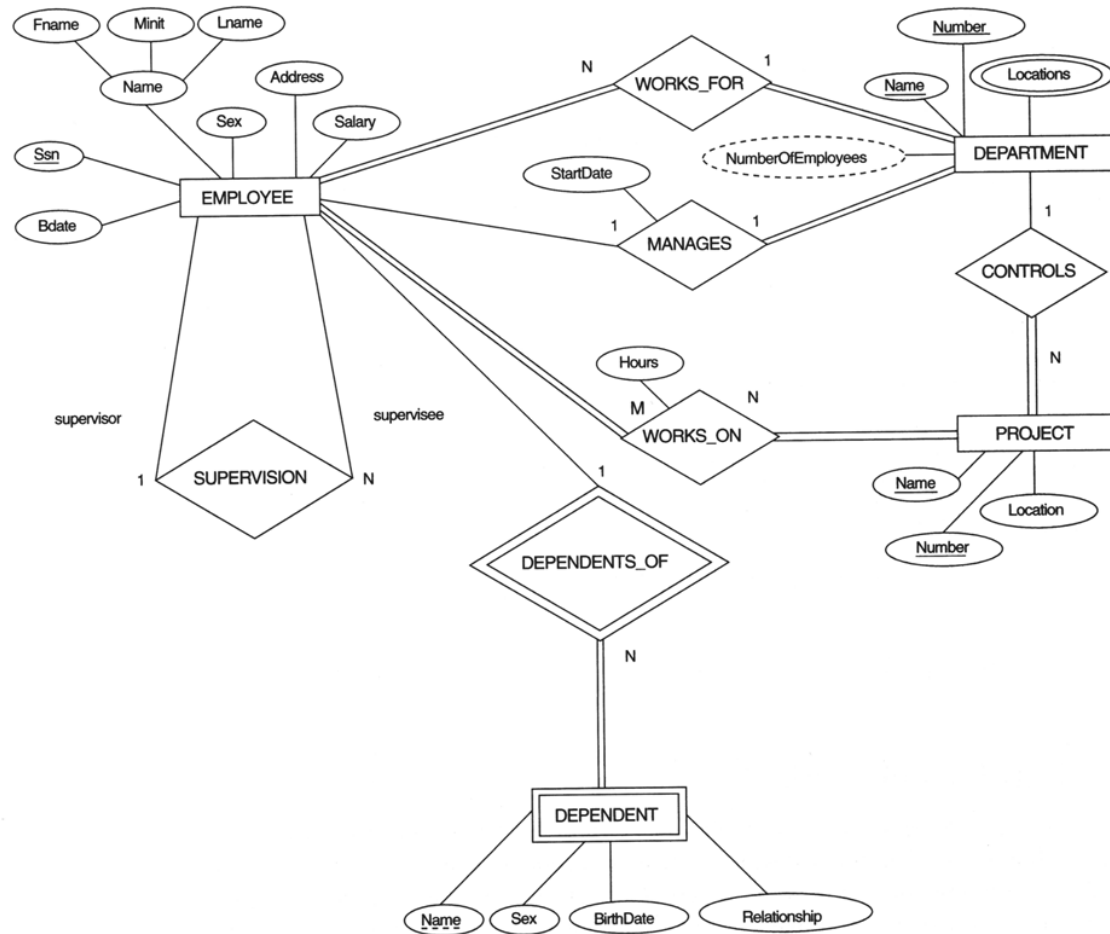 Fname
Minit
Lname
Number
Name
Address
N
WORKS_FOR
1
Name
Locations
Sex
Salary
Ssn
NumberOfEmployees
DEPARTMENT
StartDate
EMPLOYEE
Bdate
1
MANAGES
1
1
CONTROLS
Hours
N
supervisor
supervisee
M
N
WORKS_ON
PROJECT
1
SUPERVISION
N
1
Name
Location
Number
DEPENDENTS_OF
N
DEPENDENT
Name
Sex
BirthDate
Relationship